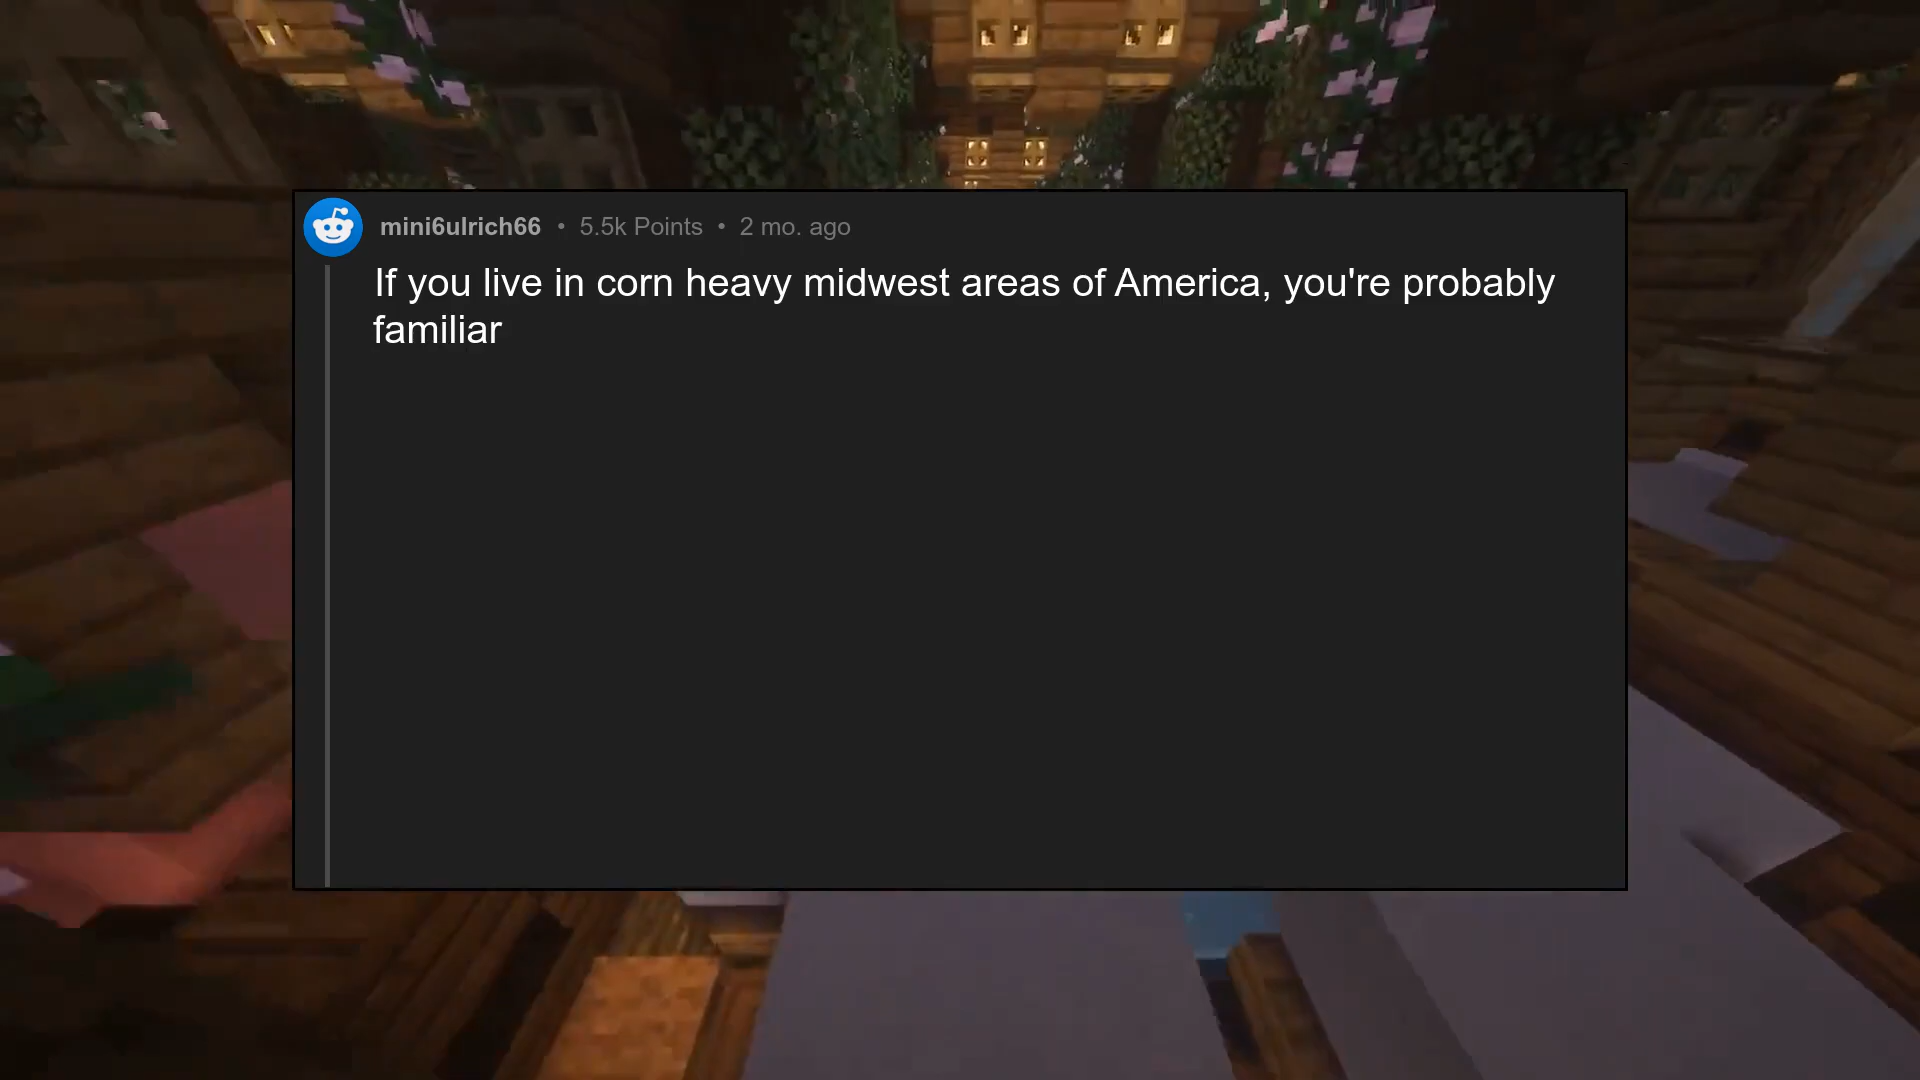 mini6ulrich66 • 5.5k Points • 2 mo. ago
If you live in corn heavy midwest areas of America, you're probably
familiar